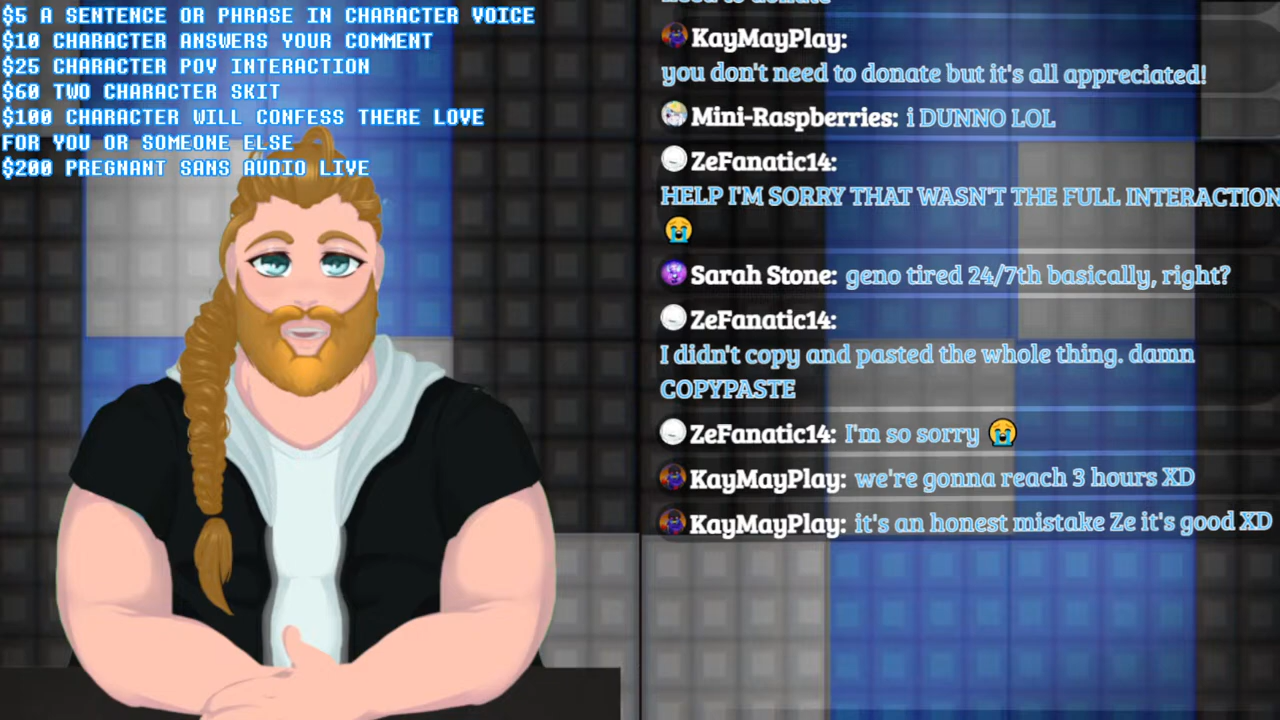 $5 A SENTENCE OR PHRASE IN CHARACTER VOICE
$10 CHARACTER ANSWERS YOUR COMMENT
$25 CHARACTER POV INTERACTION
$60 TWO CHARACTER SKIT
$100 CHARACTER WILL CONFESS THERE LOVE
FOR YOU OR SOMEONE ELSE
$200 PREGNANT SANS AUDIO LIVE
need to donate
KayMayPlay:
you don't need to donate but it's all appreciated!
Mini-Raspberries: i DUNNO LOL
ZeFanatic14:
HELP I'M SORRY THAT WASN'T THE FULL INTERACTION
😭
Sarah Stone: geno tired 24/7th basically, right?
ZeFanatic14:
I didn't copy and pasted the whole thing. damn
COPYPASTE
ZeFanatic14: I'm so sorry 😭
KayMayPlay: we're gonna reach 3 hours XD
KayMayPlay: it's an honest mistake Ze it's good XD